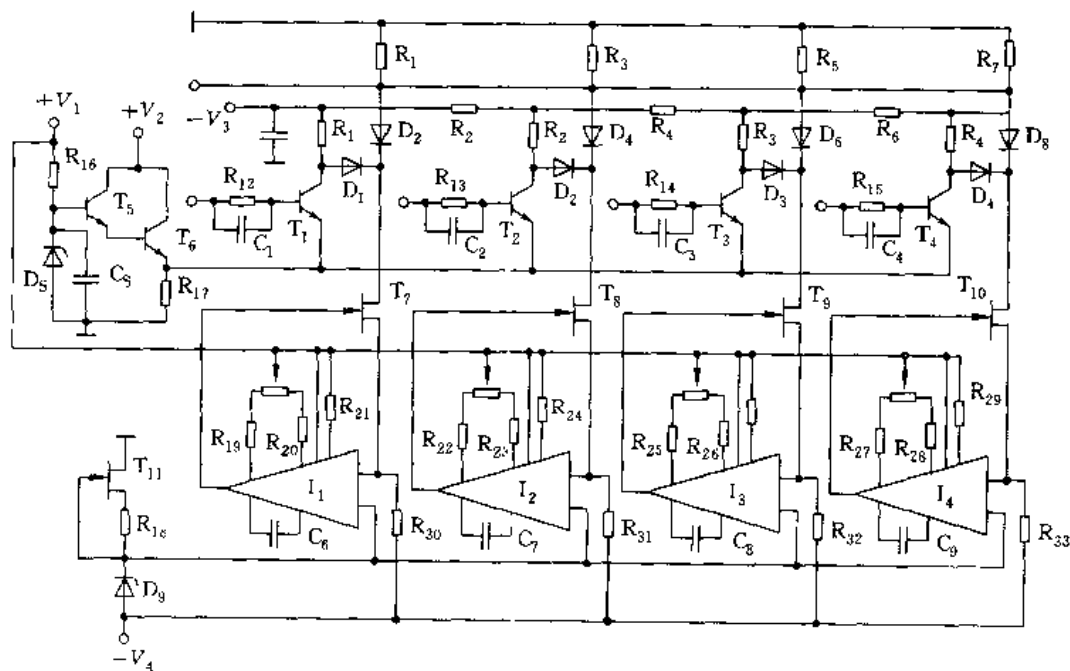 R₁ R₃ R₅ R₇
+V₁ +V₂ −V₃ R₁ R₂ D₂ R₂ R₄ D₄ R₃ R₆ D₆ R₄ D₈
R₁₆ R₁₂ D₁ R₁₃ D₂ R₁₄ D₃ R₁₅ D₄
T₅ T₆ C₁ T₁ C₂ T₂ C₃ T₃ C₄ T₄
D₅ C₅ R₁₇
T₇ T₈ T₉ T₁₀
R₂₁ R₂₄ R₂₉
R₁₉ R₂₀ R₂₂ R₂₃ R₂₅ R₂₆ R₂₇ R₂₈
T₁₁ I₁ I₂ I₃ I₄
R₁₈ C₆ R₃₀ C₇ R₃₁ C₈ R₃₂ C₉ R₃₃
D₉
−V₄